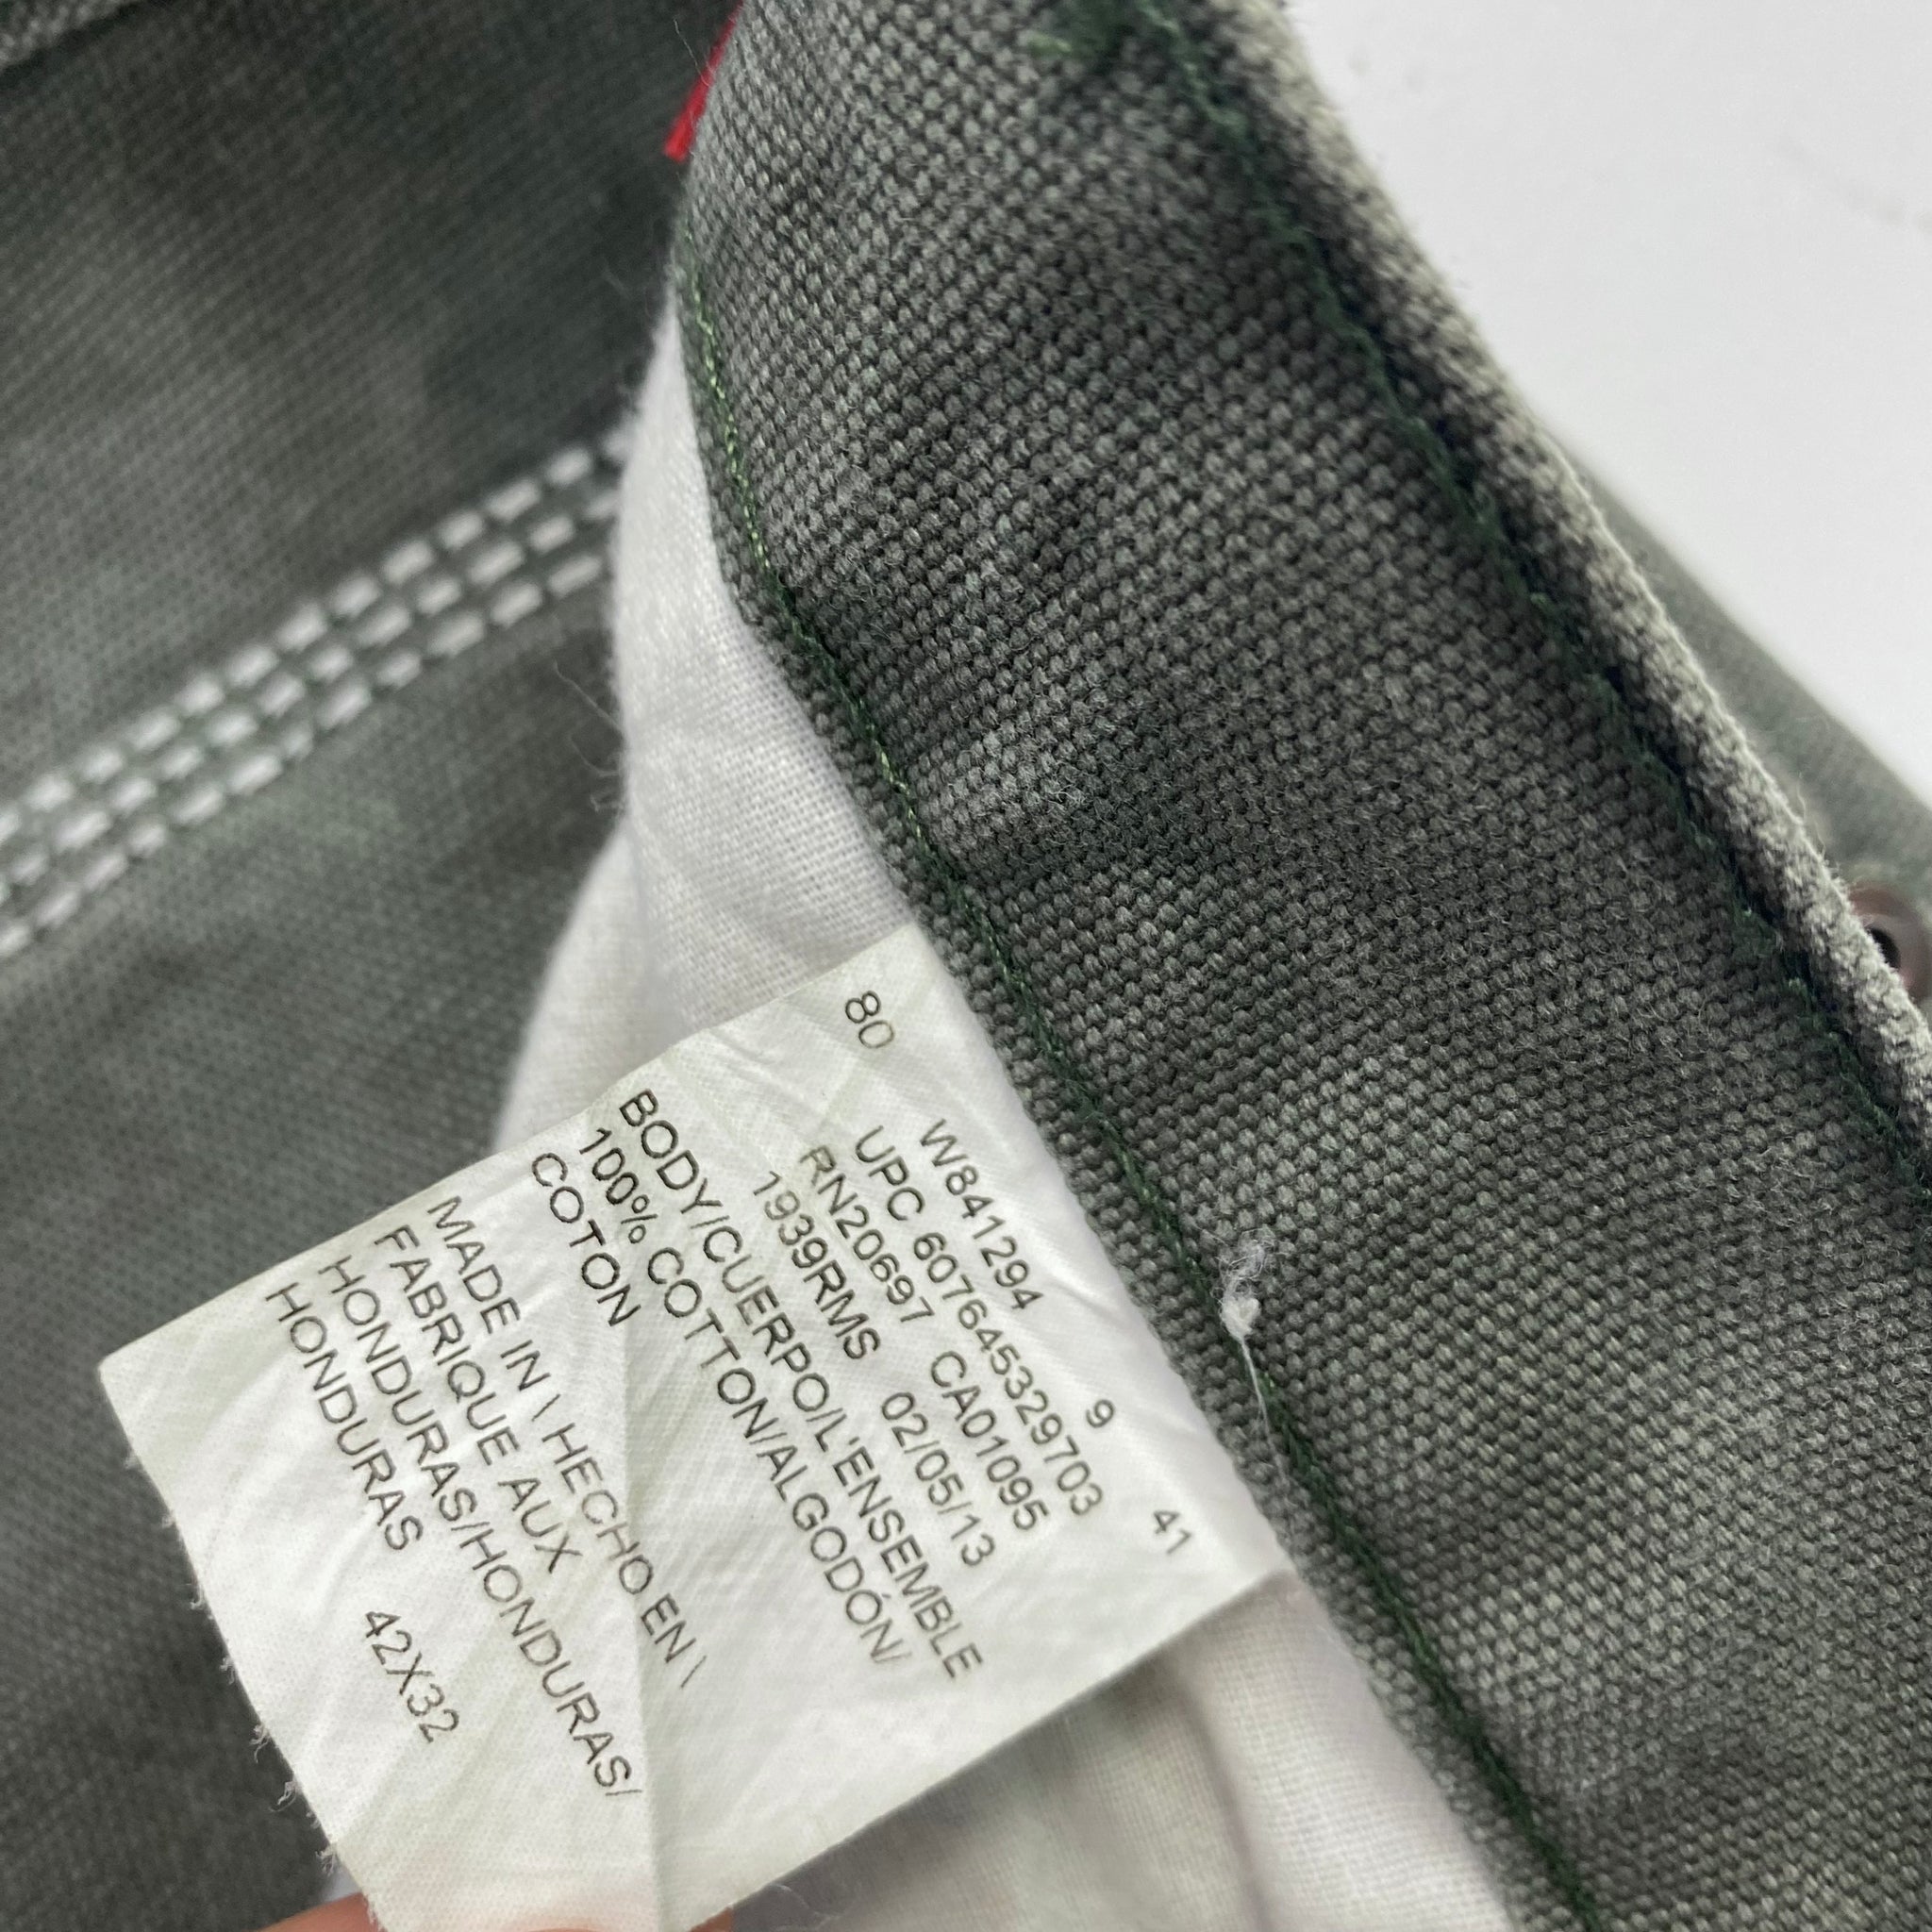 80
W841294 9 41
UPC 607645329703
RN20697 CA01095
1939RMS 02/05/13
BODY/CUERPO/L'ENSEMBLE
100% COTTON/ALGODÓN/
COTON
MADE IN \ HECHO EN \
FABRIQUE AUX
HONDURAS/HONDURAS/
HONDURAS 42X32